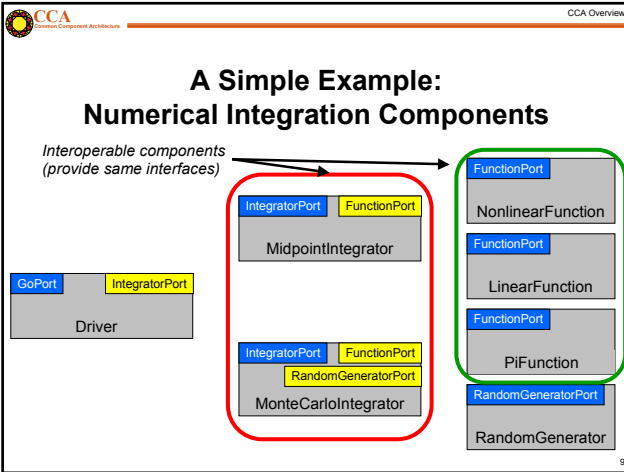 CCA
Common Component Architecture
CCA Overview
A Simple Example:
Numerical Integration Components
Interoperable components
(provide same interfaces)
IntegratorPort FunctionPort
MidpointIntegrator
FunctionPort
NonlinearFunction
FunctionPort
LinearFunction
GoPort IntegratorPort
Driver
FunctionPort
PiFunction
IntegratorPort FunctionPort
RandomGeneratorPort
MonteCarloIntegrator
RandomGeneratorPort
RandomGenerator
9